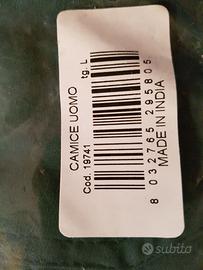 CAMICE UOMO
Cod. 19741 tg. L
8 032765 295805
MADE IN INDIA
subito